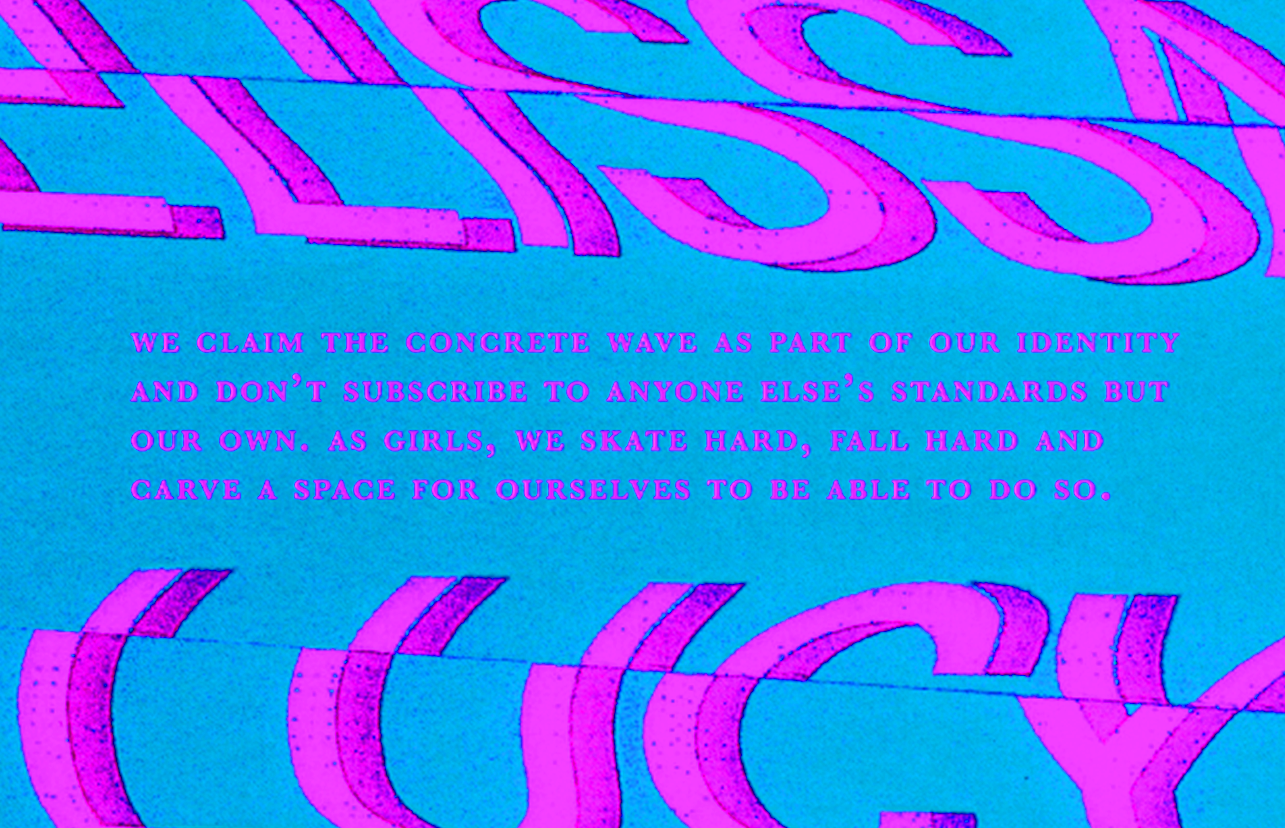 WE CLAIM THE CONCRETE WAVE AS PART OF OUR IDENTITY
AND DON'T SUBSCRIBE TO ANYONE ELSE'S STANDARDS BUT
OUR OWN. AS GIRLS, WE SKATE HARD, FALL HARD AND
CARVE A SPACE FOR OURSELVES TO BE ABLE TO DO SO.